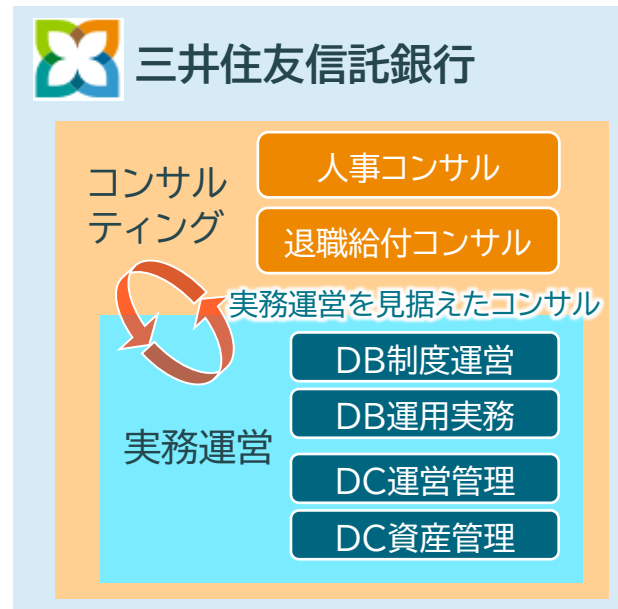 三井住友信託銀行
コンサル
ティング
人事コンサル
退職給付コンサル
実務運営を見据えたコンサル
実務運営
DB制度運営
DB運用実務
DC運営管理
DC資産管理